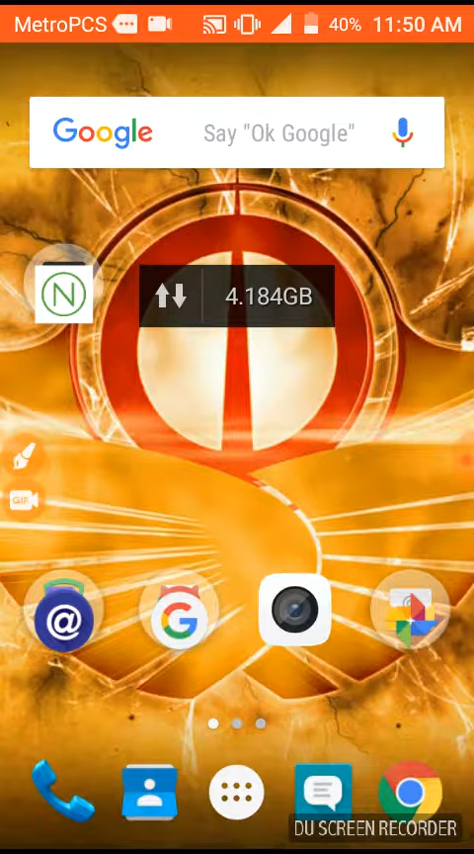 MetroPCS 40% 11:50 AM
Google Say "Ok Google"
N
4.184GB
GIF
@
G
DU SCREEN RECORDER